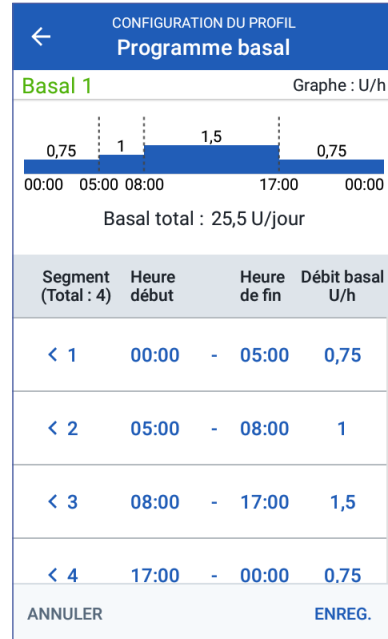 CONFIGURATION DU PROFIL
Programme basal
Basal 1 Graphe : U/h
0,75 1 1,5 0,75
00:00 05:00 08:00 17:00 00:00
Basal total : 25,5 U/jour
Segment Heure Heure Débit basal
(Total : 4) début de fin U/h
1 00:00 - 05:00 0,75
2 05:00 - 08:00 1
3 08:00 - 17:00 1,5
4 17:00 - 00:00 0,75
ANNULER ENREG.